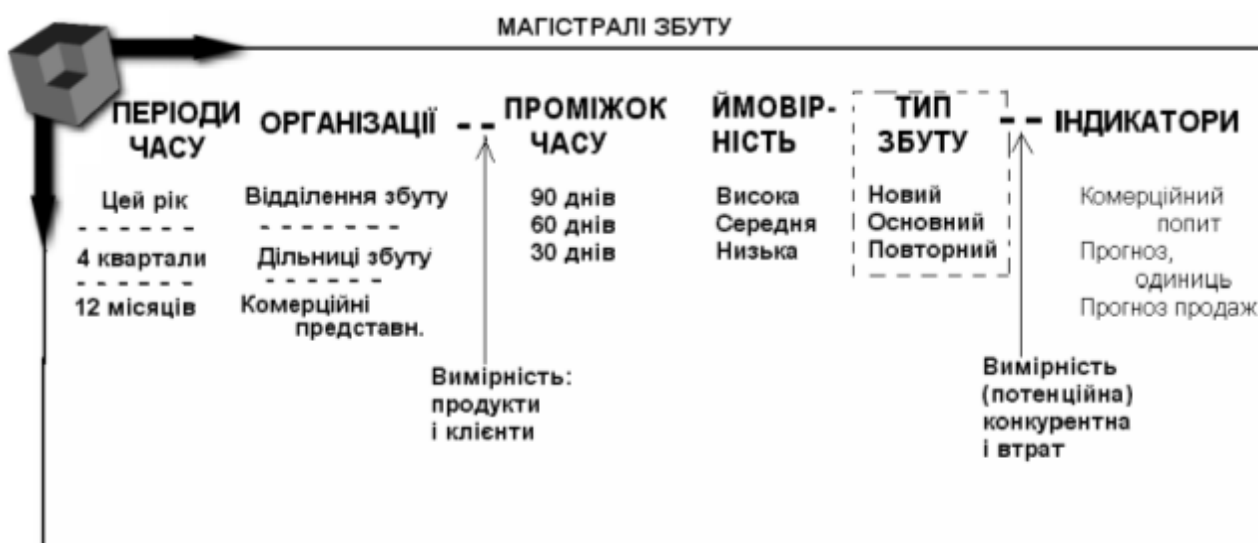 МАГІСТРАЛІ ЗБУТУ
ПЕРІОДИ
ЧАСУ
Цей рік
4 квартали
12 місяців
ОРГАНІЗАЦІЇ
Відділення збуту
Дільниці збуту
Комерційні
представн.
Вимірність:
продукти
і клієнти
ПРОМІЖОК
ЧАСУ
90 днів
60 днів
30 днів
ЙМОВІР-
НІСТЬ
Висока
Середня
Низька
ТИП
ЗБУТУ
Новий
Основний
Повторний
Вимірність
(потенційна)
конкурентна
і втрат
ІНДИКАТОРИ
Комерційний
попит
Прогноз,
одиниць
Прогноз продаж